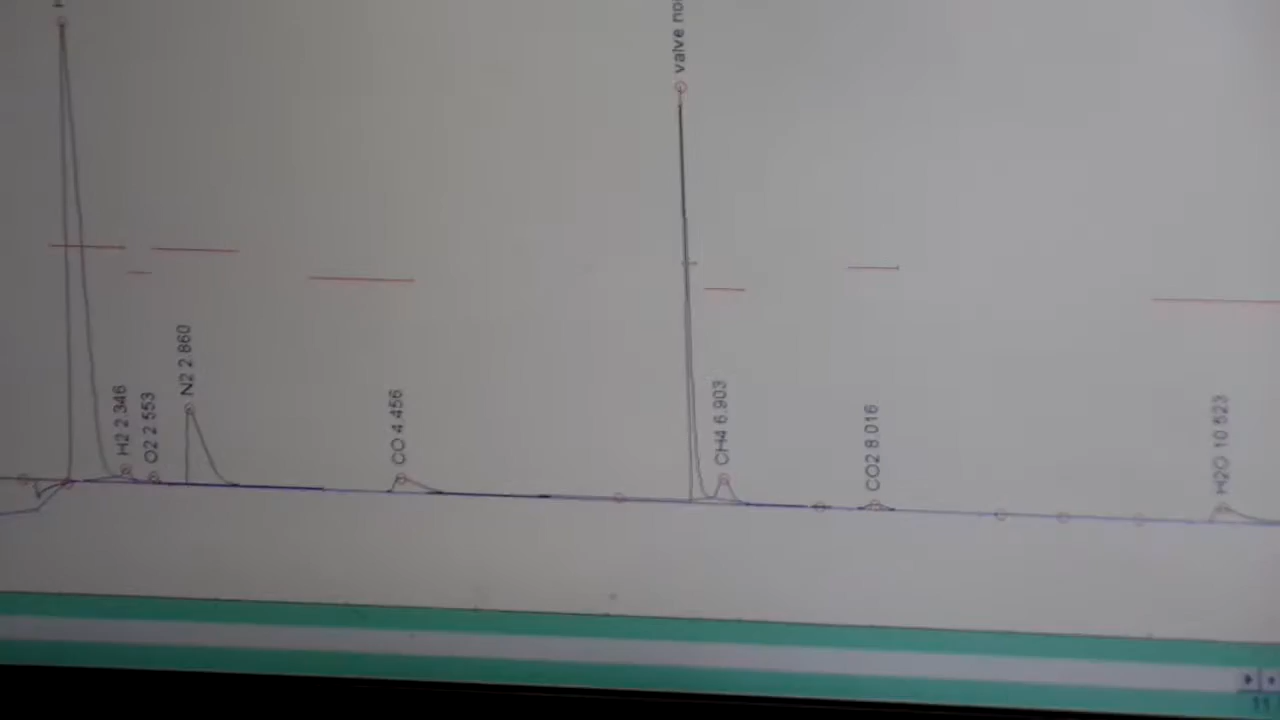 H2 2.346
O2 2.553
N2 2.860
CO 4.456
valve
CH4 6.903
CO2 8.016
H2O 10.523
11